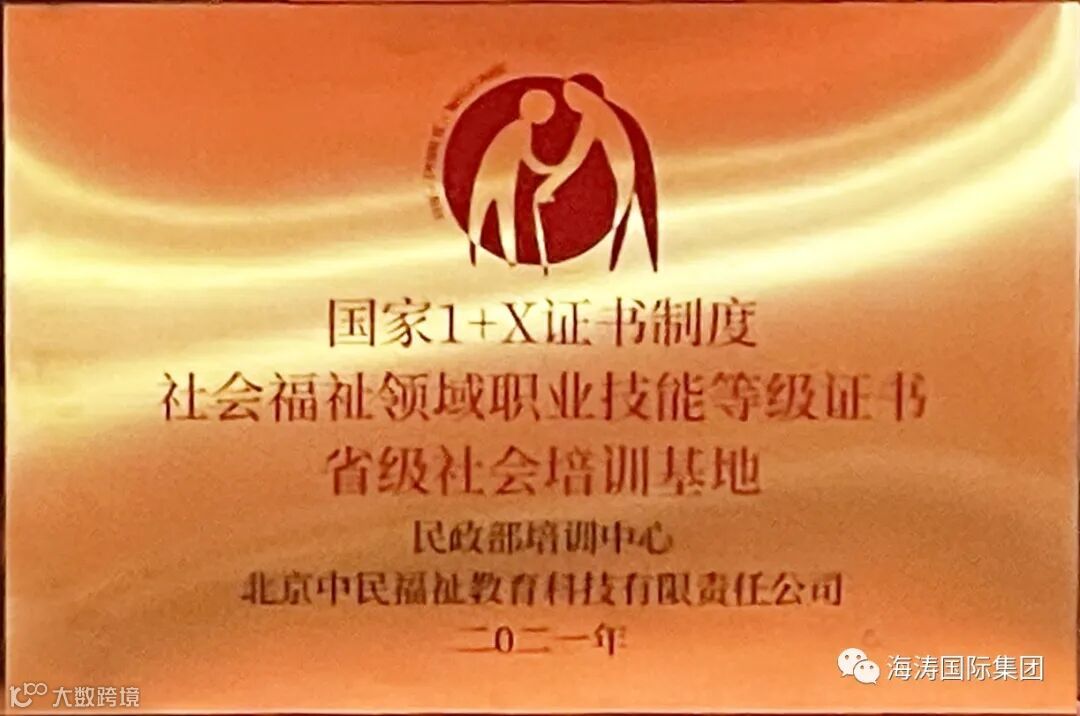 国家1+X证书制度
社会福祉领域职业技能等级证书
省级社会培训基地
民政部培训中心
北京中民福祉教育科技有限责任公司
二〇二一年
海涛国际集团
大数跨境